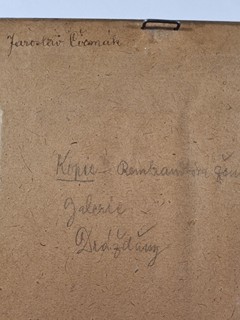 Jaroslav Čermák
Kopie - Rembrandtova
Galerie
Drážďany